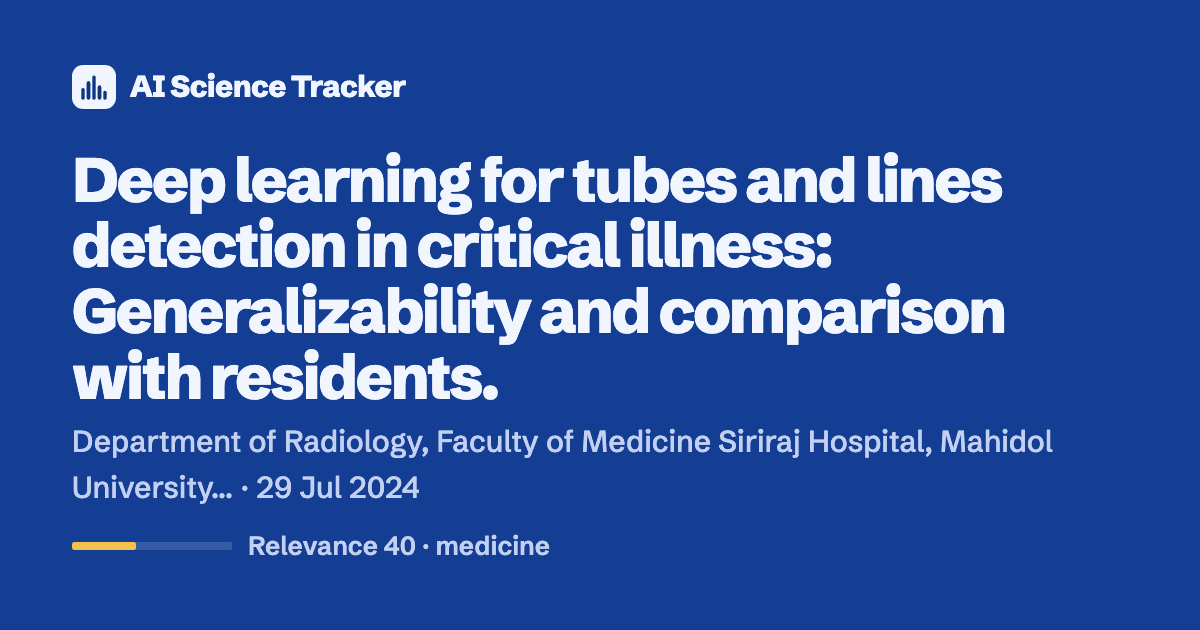 AI Science Tracker
Deep learning for tubes and lines
detection in critical illness:
Generalizability and comparison
with residents.
Department of Radiology, Faculty of Medicine Siriraj Hospital, Mahidol
University... · 29 Jul 2024
Relevance 40 · medicine